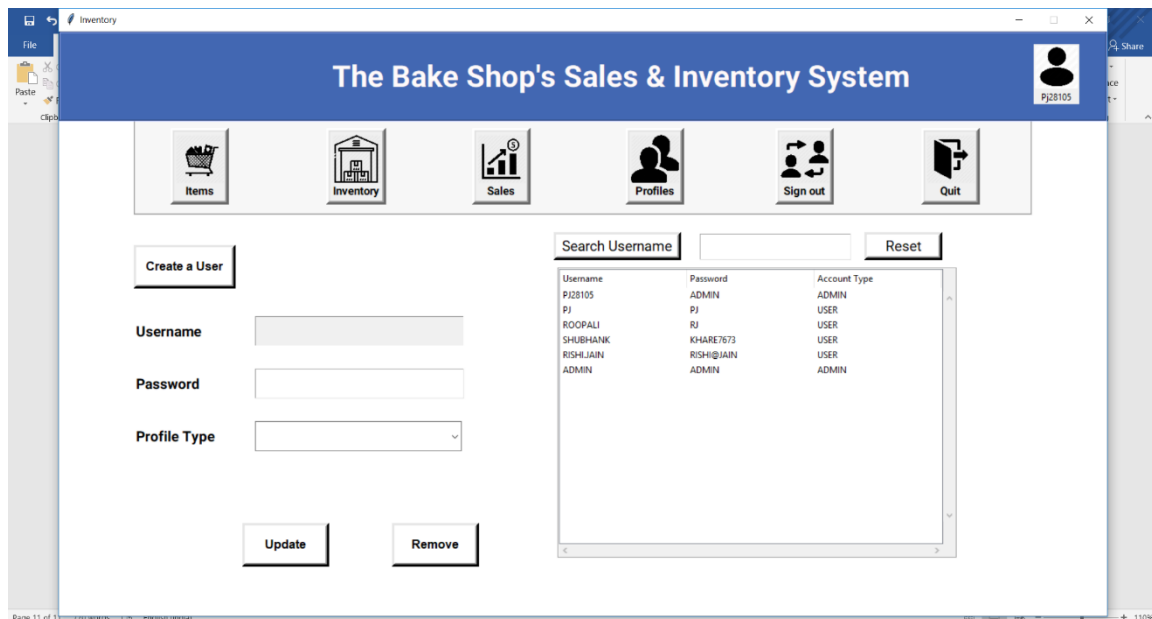 Inventory
File
Share
The Bake Shop's Sales & Inventory System
Pj28105
Paste
Items
Inventory
Sales
Profiles
Sign out
Quit
Create a User
Search Username
Reset
Username Password Account Type
PJ28105 ADMIN ADMIN
PJ PJ USER
ROOPALI RJ USER
SHUBHANK KHARE7673 USER
RISHIJAIN RISHI@JAIN USER
ADMIN ADMIN ADMIN
Username
Password
Profile Type
Update
Remove
110%